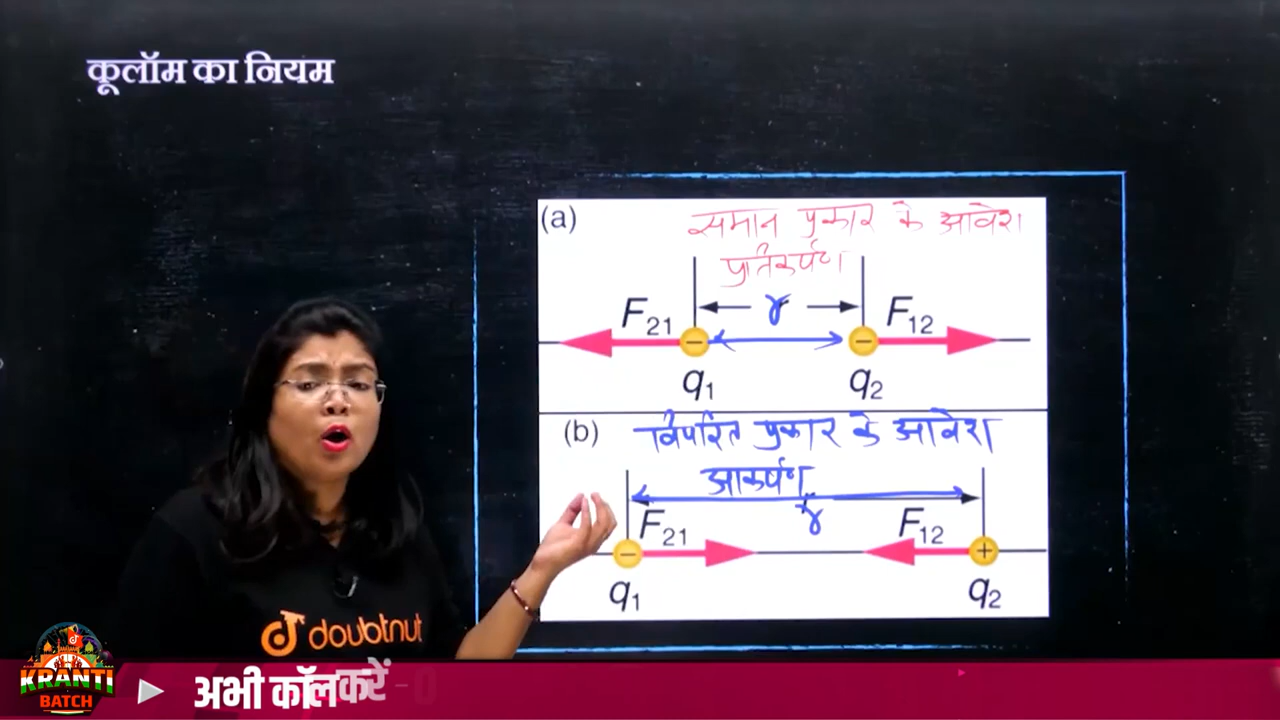 कूलॉम का नियम
(a)
समान प्रकार के आवेश
प्रतिकर्षण
F21
r
F12
q1
q2
(b)
विपरित प्रकार के आवेश
आकर्षण
r
F21
F12
q1
q2
doubtnut
KRANTI
BATCH
अभी कॉल करें - 0